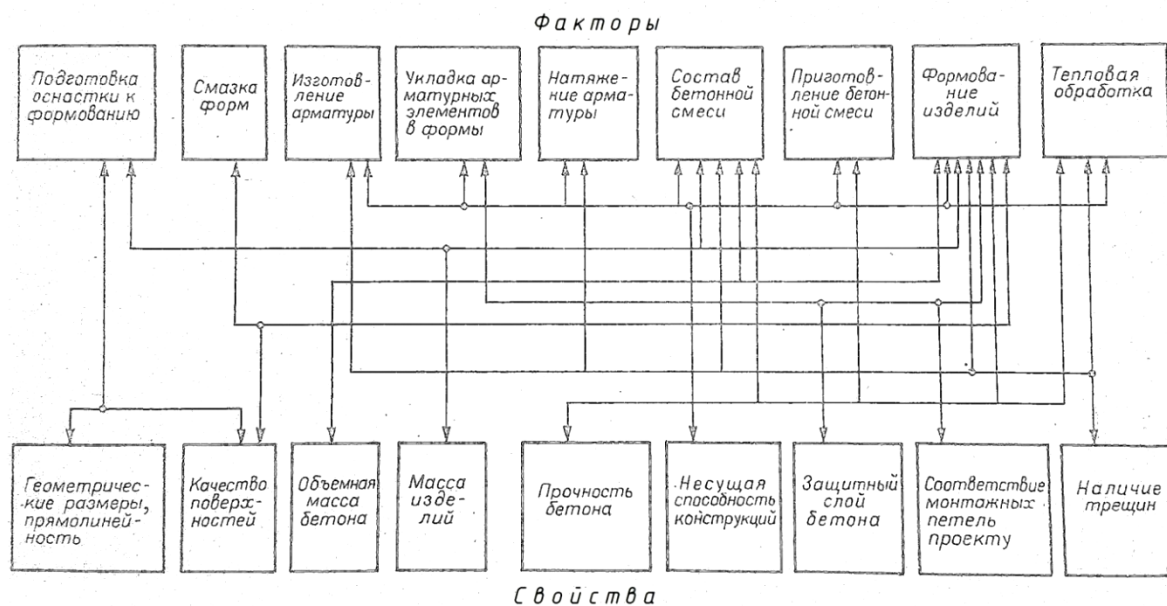 Факторы
Подготовка
оснастки к
формованию
Смазка
форм
Изготов-
ление
арматуры
Укладка ар-
матурных
элементов
в формы
Натяже-
ние арма-
туры
Состав
бетонной
смеси
Приготов-
ление бетон-
ной смеси
Формова-
ние
изделий
Тепловая
обработка
Геометричес-
кие размеры,
прямолиней-
ность
Качество
поверх-
ностей
Объемная
масса
бетона
Масса
изде-
лий
Прочность
бетона
Несущая
способность
конструкций
Защитный
слой
бетона
Соответствие
монтажных
петель
проекту
Наличие
трещин
Свойства